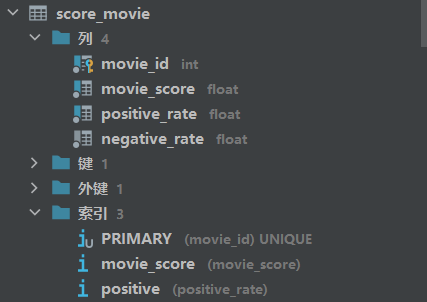 score_movie
列 4
movie_id int
movie_score float
positive_rate float
negative_rate float
键 1
外键 1
索引 3
PRIMARY (movie_id) UNIQUE
movie_score (movie_score)
positive (positive_rate)